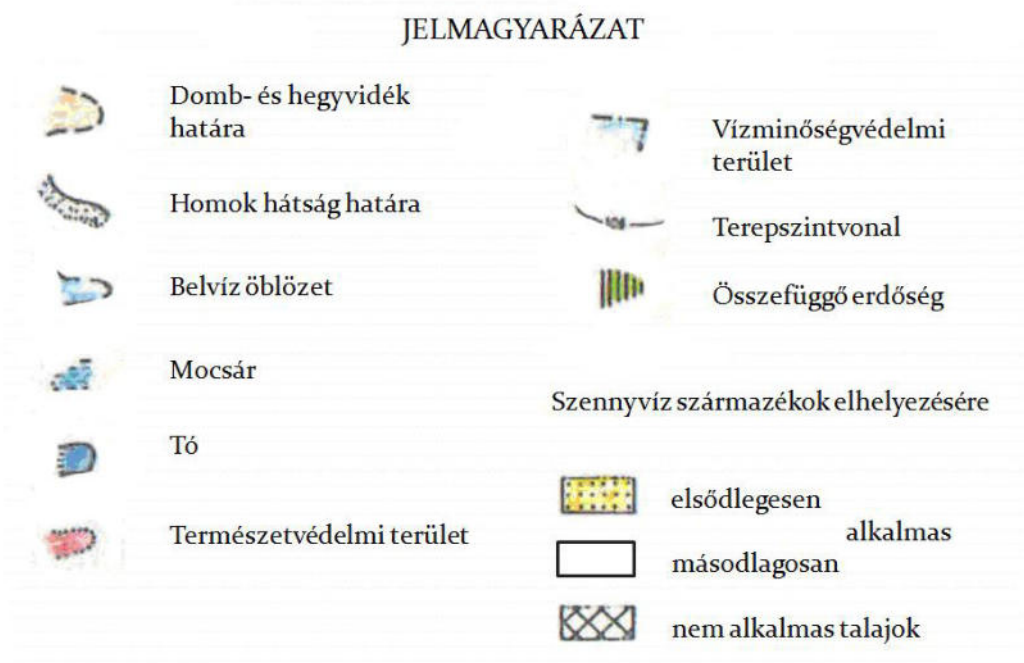 JELMAGYARÁZAT
Domb- és hegyvidék
határa
Homok hátság határa
Belvíz öblözet
Mocsár
Tó
Természetvédelmi terület
Vízminőségvédelmi
terület
Terepszintvonal
Összefüggő erdőség
Szennyvíz származékok elhelyezésére
elsődlegesen
alkalmas
másodlagosan
nem alkalmas talajok